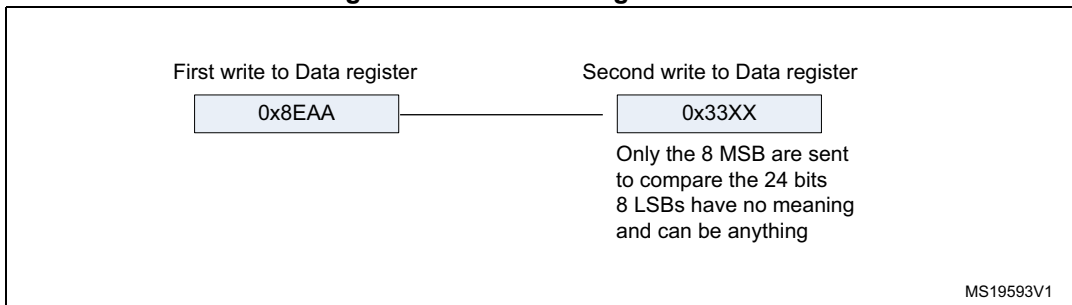 First write to Data register
Second write to Data register
0x8EAA
0x33XX
Only the 8 MSB are sent
to compare the 24 bits
8 LSBs have no meaning
and can be anything
MS19593V1